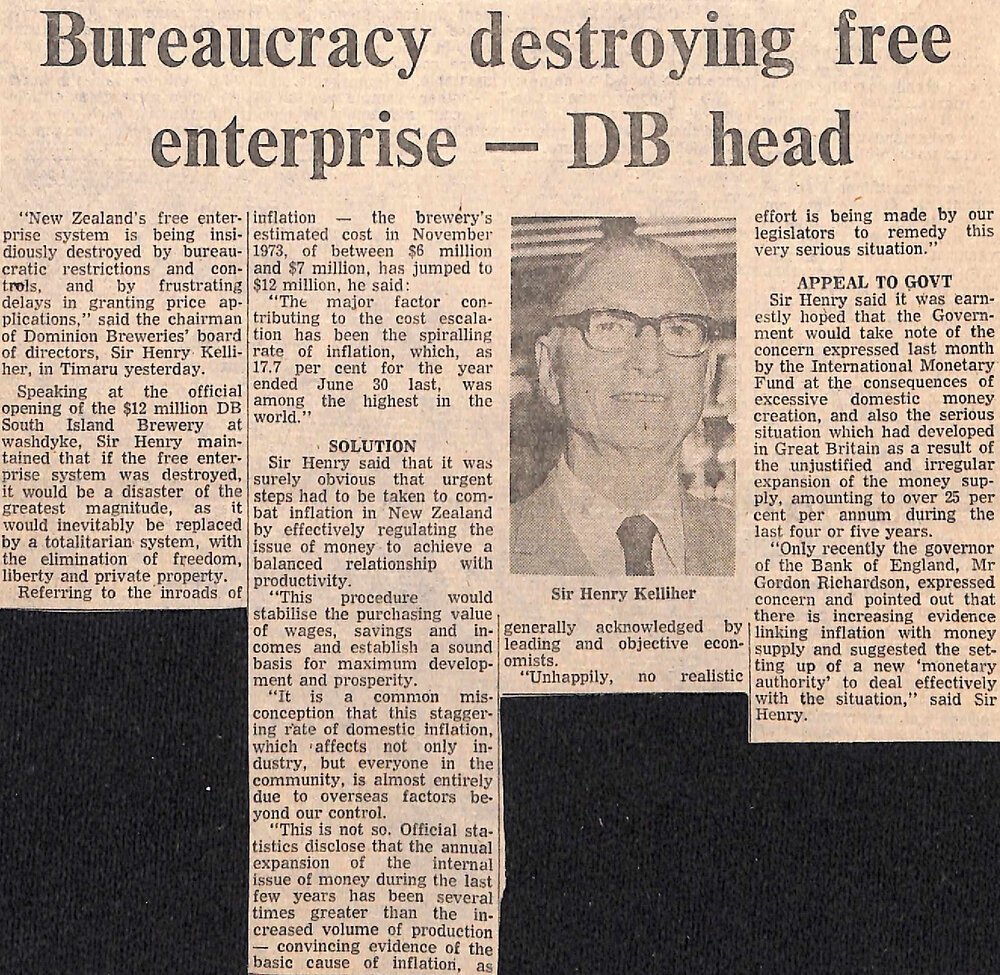 Bureaucracy destroying free
enterprise — DB head
"New Zealand's free enter-
prise system is being insi-
diously destroyed by bureau-
cratic restrictions and con-
trols, and by frustrating
delays in granting price ap-
plications," said the chairman
of Dominion Breweries' board
of directors, Sir Henry Kelli-
her, in Timaru yesterday.
Speaking at the official
opening of the $12 million DB
South Island Brewery at
washdyke, Sir Henry main-
tained that if the free enter-
prise system was destroyed,
it would be a disaster of the
greatest magnitude, as it
would inevitably be replaced
by a totalitarian system, with
the elimination of freedom,
liberty and private property.
Referring to the inroads of
inflation — the brewery's
estimated cost in November
1973, of between $6 million
and $7 million, has jumped to
$12 million, he said:
"The major factor con-
tributing to the cost escala-
tion has been the spiralling
rate of inflation, which, as
17.7 per cent for the year
ended June 30 last, was
among the highest in the
world."
SOLUTION
Sir Henry said that it was
surely obvious that urgent
steps had to be taken to com-
bat inflation in New Zealand
by effectively regulating the
issue of money to achieve a
balanced relationship with
productivity.
"This procedure would
stabilise the purchasing value
of wages, savings and in-
comes and establish a sound
basis for maximum develop-
ment and prosperity.
"It is a common mis-
conception that this stagger-
ing rate of domestic inflation,
which affects not only in-
dustry, but everyone in the
community, is almost entirely
due to overseas factors be-
yond our control.
"This is not so. Official sta-
tistics disclose that the annual
expansion of the internal
issue of money during the last
few years has been several
times greater than the in-
creased volume of production
— convincing evidence of the
basic cause of inflation, as
Sir Henry Kelliher
generally acknowledged by
leading and objective econ-
omists.
"Unhappily, no realistic
effort is being made by our
legislators to remedy this
very serious situation."
APPEAL TO GOVT
Sir Henry said it was earn-
estly hoped that the Govern-
ment would take note of the
concern expressed last month
by the International Monetary
Fund at the consequences of
excessive domestic money
creation, and also the serious
situation which had developed
in Great Britain as a result of
the unjustified and irregular
expansion of the money sup-
ply, amounting to over 25 per
cent per annum during the
last four or five years.
"Only recently the governor
of the Bank of England, Mr
Gordon Richardson, expressed
concern and pointed out that
there is increasing evidence
linking inflation with money
supply and suggested the set-
ting up of a new 'monetary
authority' to deal effectively
with the situation," said Sir
Henry.